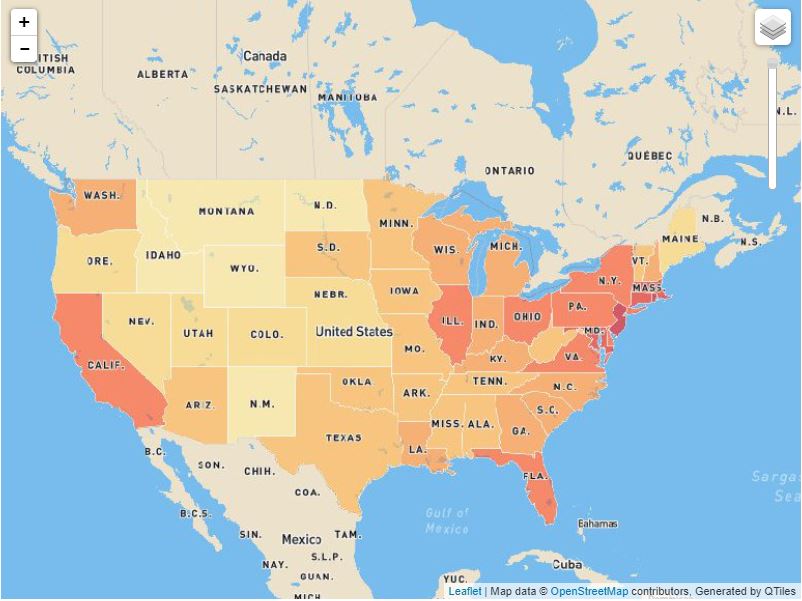 +
−
BRITISH
COLUMBIA
ALBERTA
Canada
SASKATCHEWAN
MANITOBA
ONTARIO
QUÉBEC
N.L.
N.B.
N.S.
WASH.
MONTANA
N.D.
MINN.
MAINE
ORE.
IDAHO
S.D.
WIS.
MICH.
VT.
N.Y.
MASS.
WYO.
IOWA
NEBR.
ILL.
IND.
OHIO
PA.
MD.
NEV.
UTAH
COLO.
United States
MO.
KY.
VA.
CALIF.
ARIZ.
N.M.
OKLA.
ARK.
TENN.
N.C.
S.C.
MISS.
ALA.
GA.
TEXAS
LA.
FLA.
B.C.
SON.
CHIH.
COA.
B.C.S.
SIN.
Mexico
TAM.
NAY.
S.L.P.
GUAN.
MICH.
YUC.
Gulf of
Mexico
Bahamas
Cuba
Sargas
Sea
Leaflet | Map data © OpenStreetMap contributors, Generated by QTiles